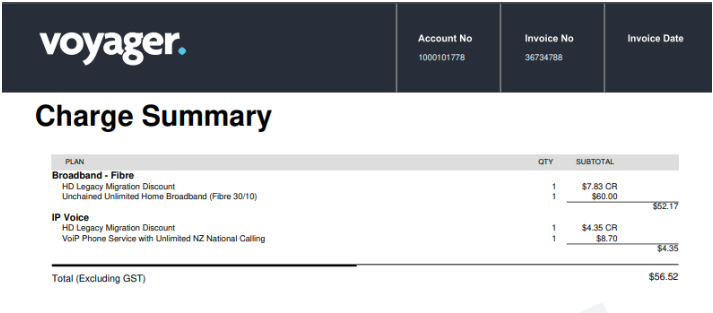 voyager.
Account No Invoice No Invoice Date
1000101778 36734788
Charge Summary
PLAN QTY SUBTOTAL
Broadband - Fibre
HD Legacy Migration Discount 1 $7.83 CR
Unchained Unlimited Home Broadband (Fibre 30/10) 1 $60.00
$52.17
IP Voice
HD Legacy Migration Discount 1 $4.35 CR
VoiP Phone Service with Unlimited NZ National Calling 1 $8.70
$4.35
Total (Excluding GST) $56.52